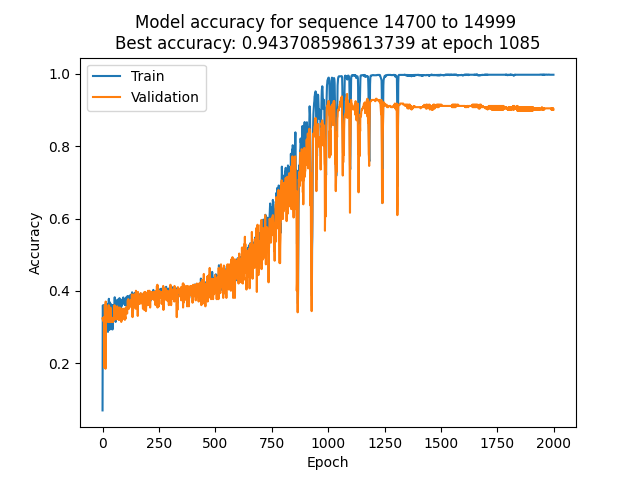 Model accuracy for sequence 14700 to 14999
Best accuracy: 0.943708598613739 at epoch 1085
Train
Validation
1.0
0.8
0.6
0.4
0.2
Accuracy
0
250
500
750
1000
1250
1500
1750
2000
Epoch